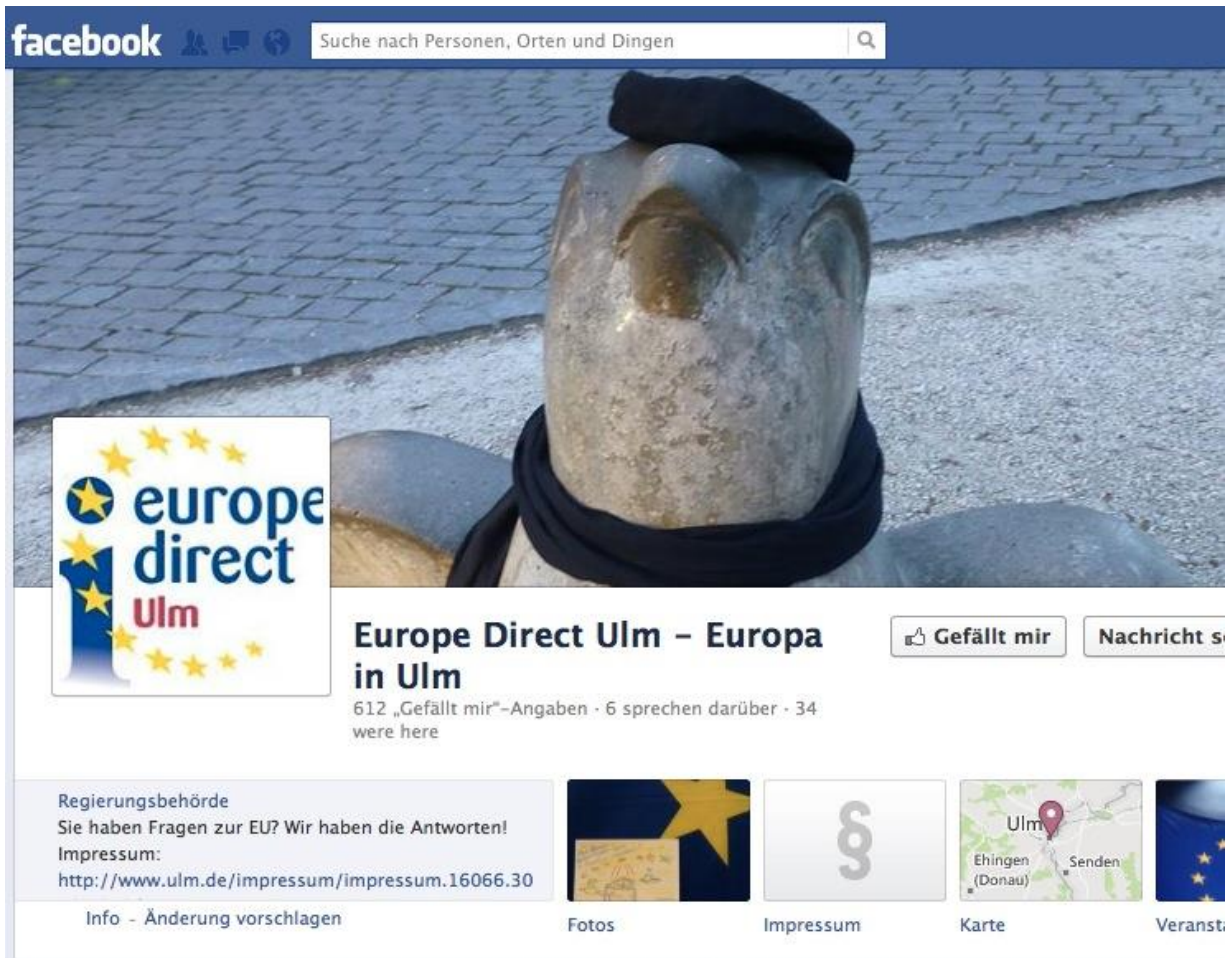 facebook
Suche nach Personen, Orten und Dingen
europe
direct
Ulm
Europe Direct Ulm – Europa
in Ulm
612 „Gefällt mir“-Angaben · 6 sprechen darüber · 34
were here
Gefällt mir
Nachricht s
Regierungsbehörde
Sie haben Fragen zur EU? Wir haben die Antworten!
Impressum:
http://www.ulm.de/impressum/impressum.16066.30
Info - Änderung vorschlagen
§
Ulm
Ehingen
(Donau)
Senden
Fotos
Impressum
Karte
Veransta